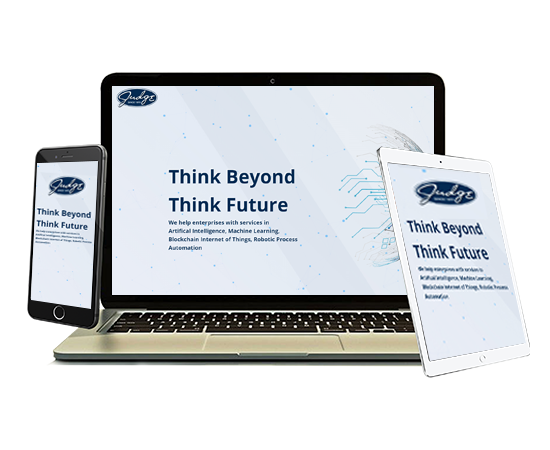 Judge
Think Beyond
Think Future
We help enterprises with services in
Artifical Intelligence, Machine Learning,
Blockchain Internet of Things, Robotic Process
Automation
Judge
Think Beyond
Think Future
We help enterprises with services in
Artifical Intelligence, Machine Learning,
Blockchain Internet of Things, Robotic Process
Automation
Judge
Think Beyond
Think Future
We help enterprises with services in
Artifical Intelligence, Machine Learning,
Blockchain Internet of Things, Robotic Process
Automation